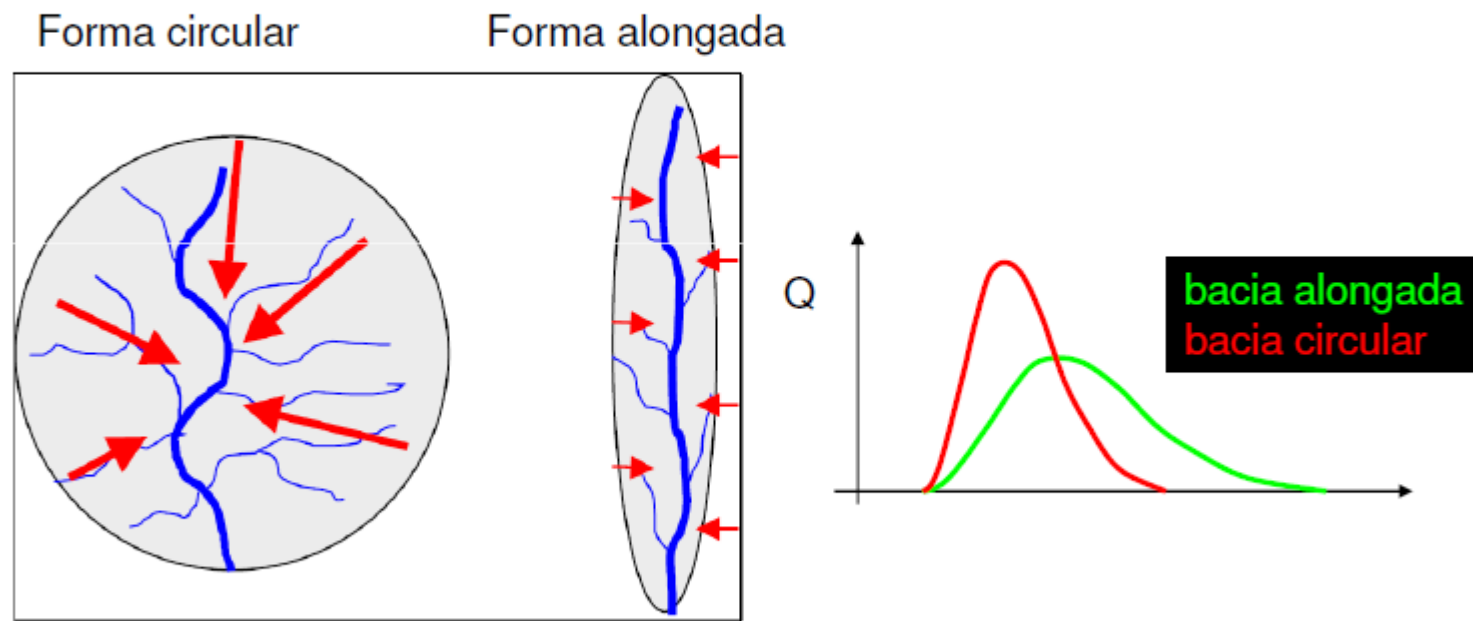 Forma circular
Forma alongada
Q
bacia alongada
bacia circular